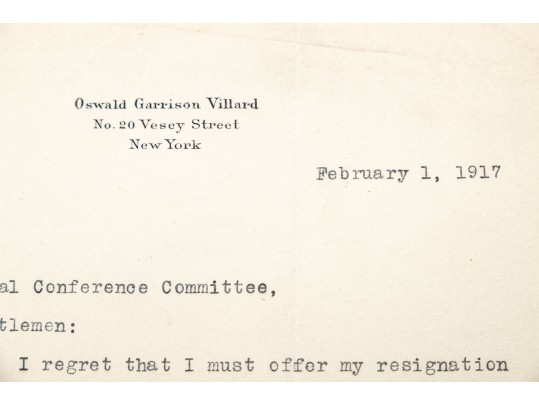 Oswald Garrison Villard
No. 20 Vesey Street
New York
February 1, 1917
al Conference Committee,
tlemen:
I regret that I must offer my resignation